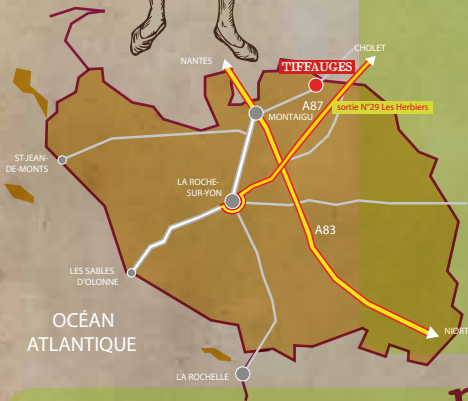 CHOLET
NANTES
TIFFAUGES
A87
sortie N°29 Les Herbiers
MONTAIGU
ST-JEAN-
DE-MONTS
LA ROCHE-
SUR-YON
A83
LES SABLES
D'OLONNE
OCÉAN
ATLANTIQUE
NIORT
LA ROCHELLE